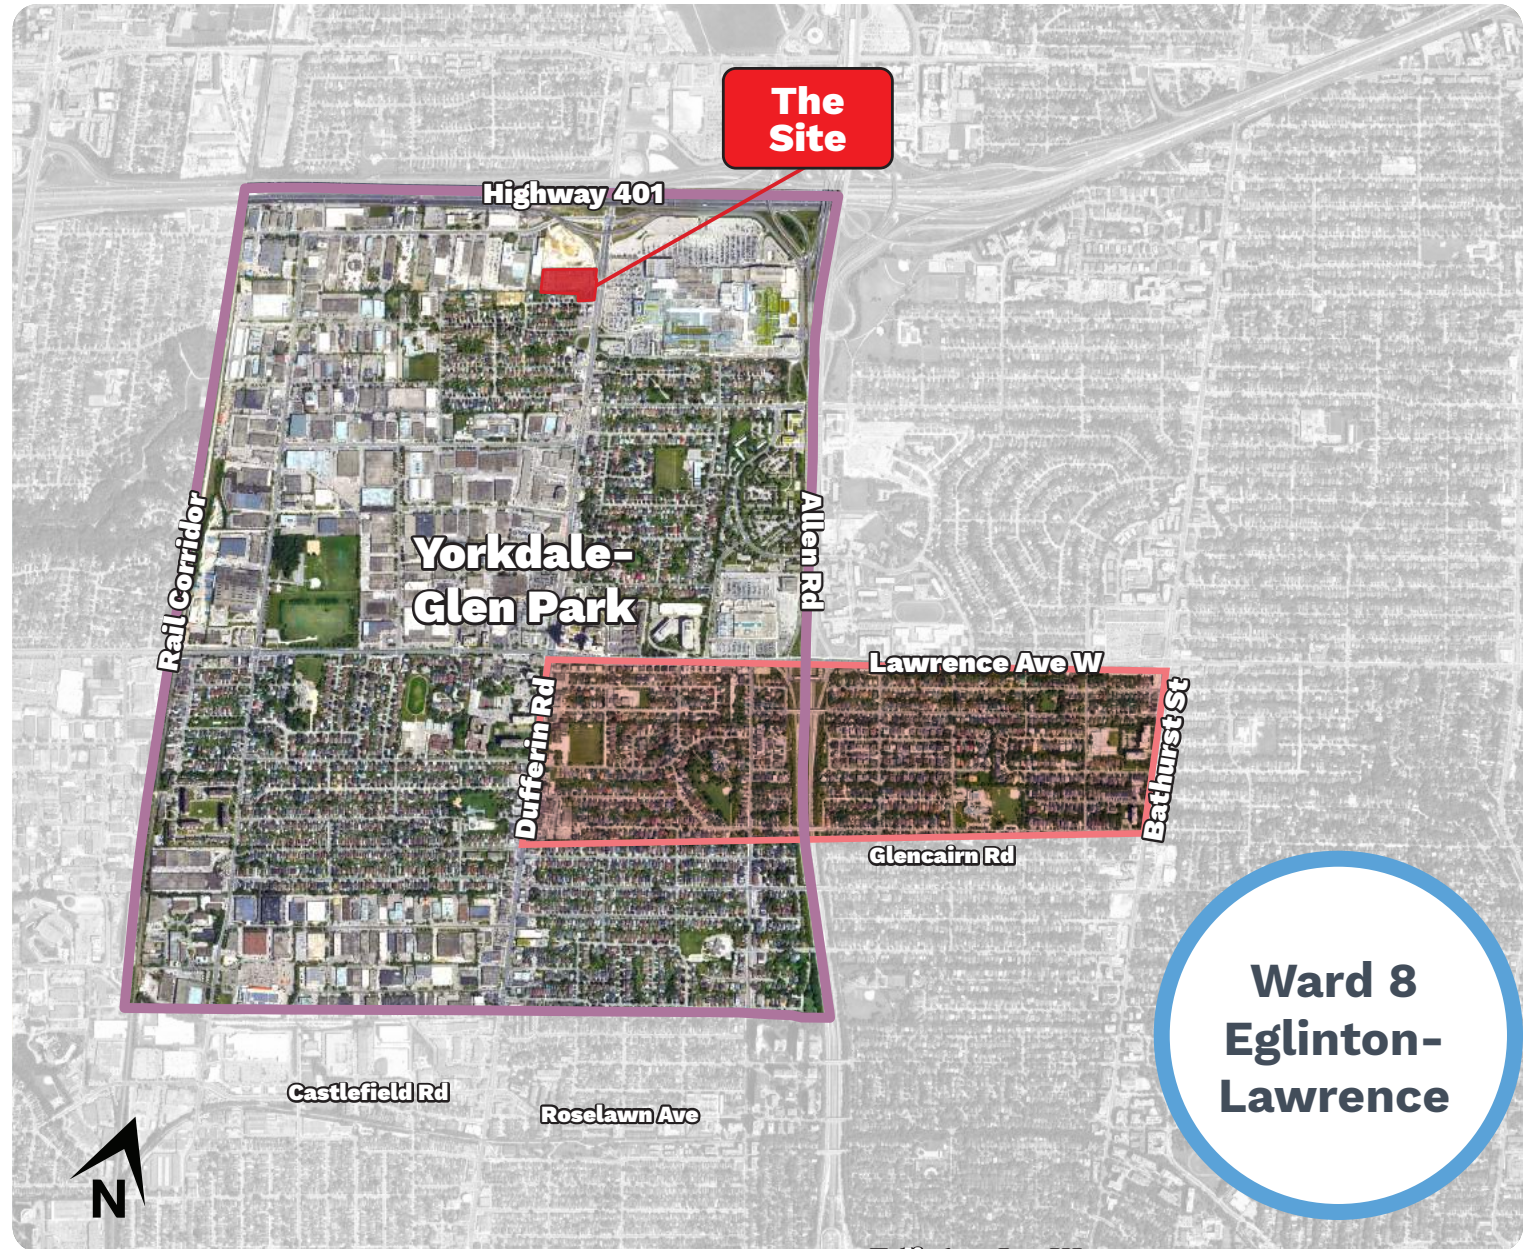 The
Site
Highway 401
Rail Corridor
Allen Rd
Yorkdale-
Glen Park
Lawrence Ave W
Dufferin Rd
Bathurst St
Glencairn Rd
Ward 8
Eglinton-
Lawrence
Castlefield Rd
Roselawn Ave
N